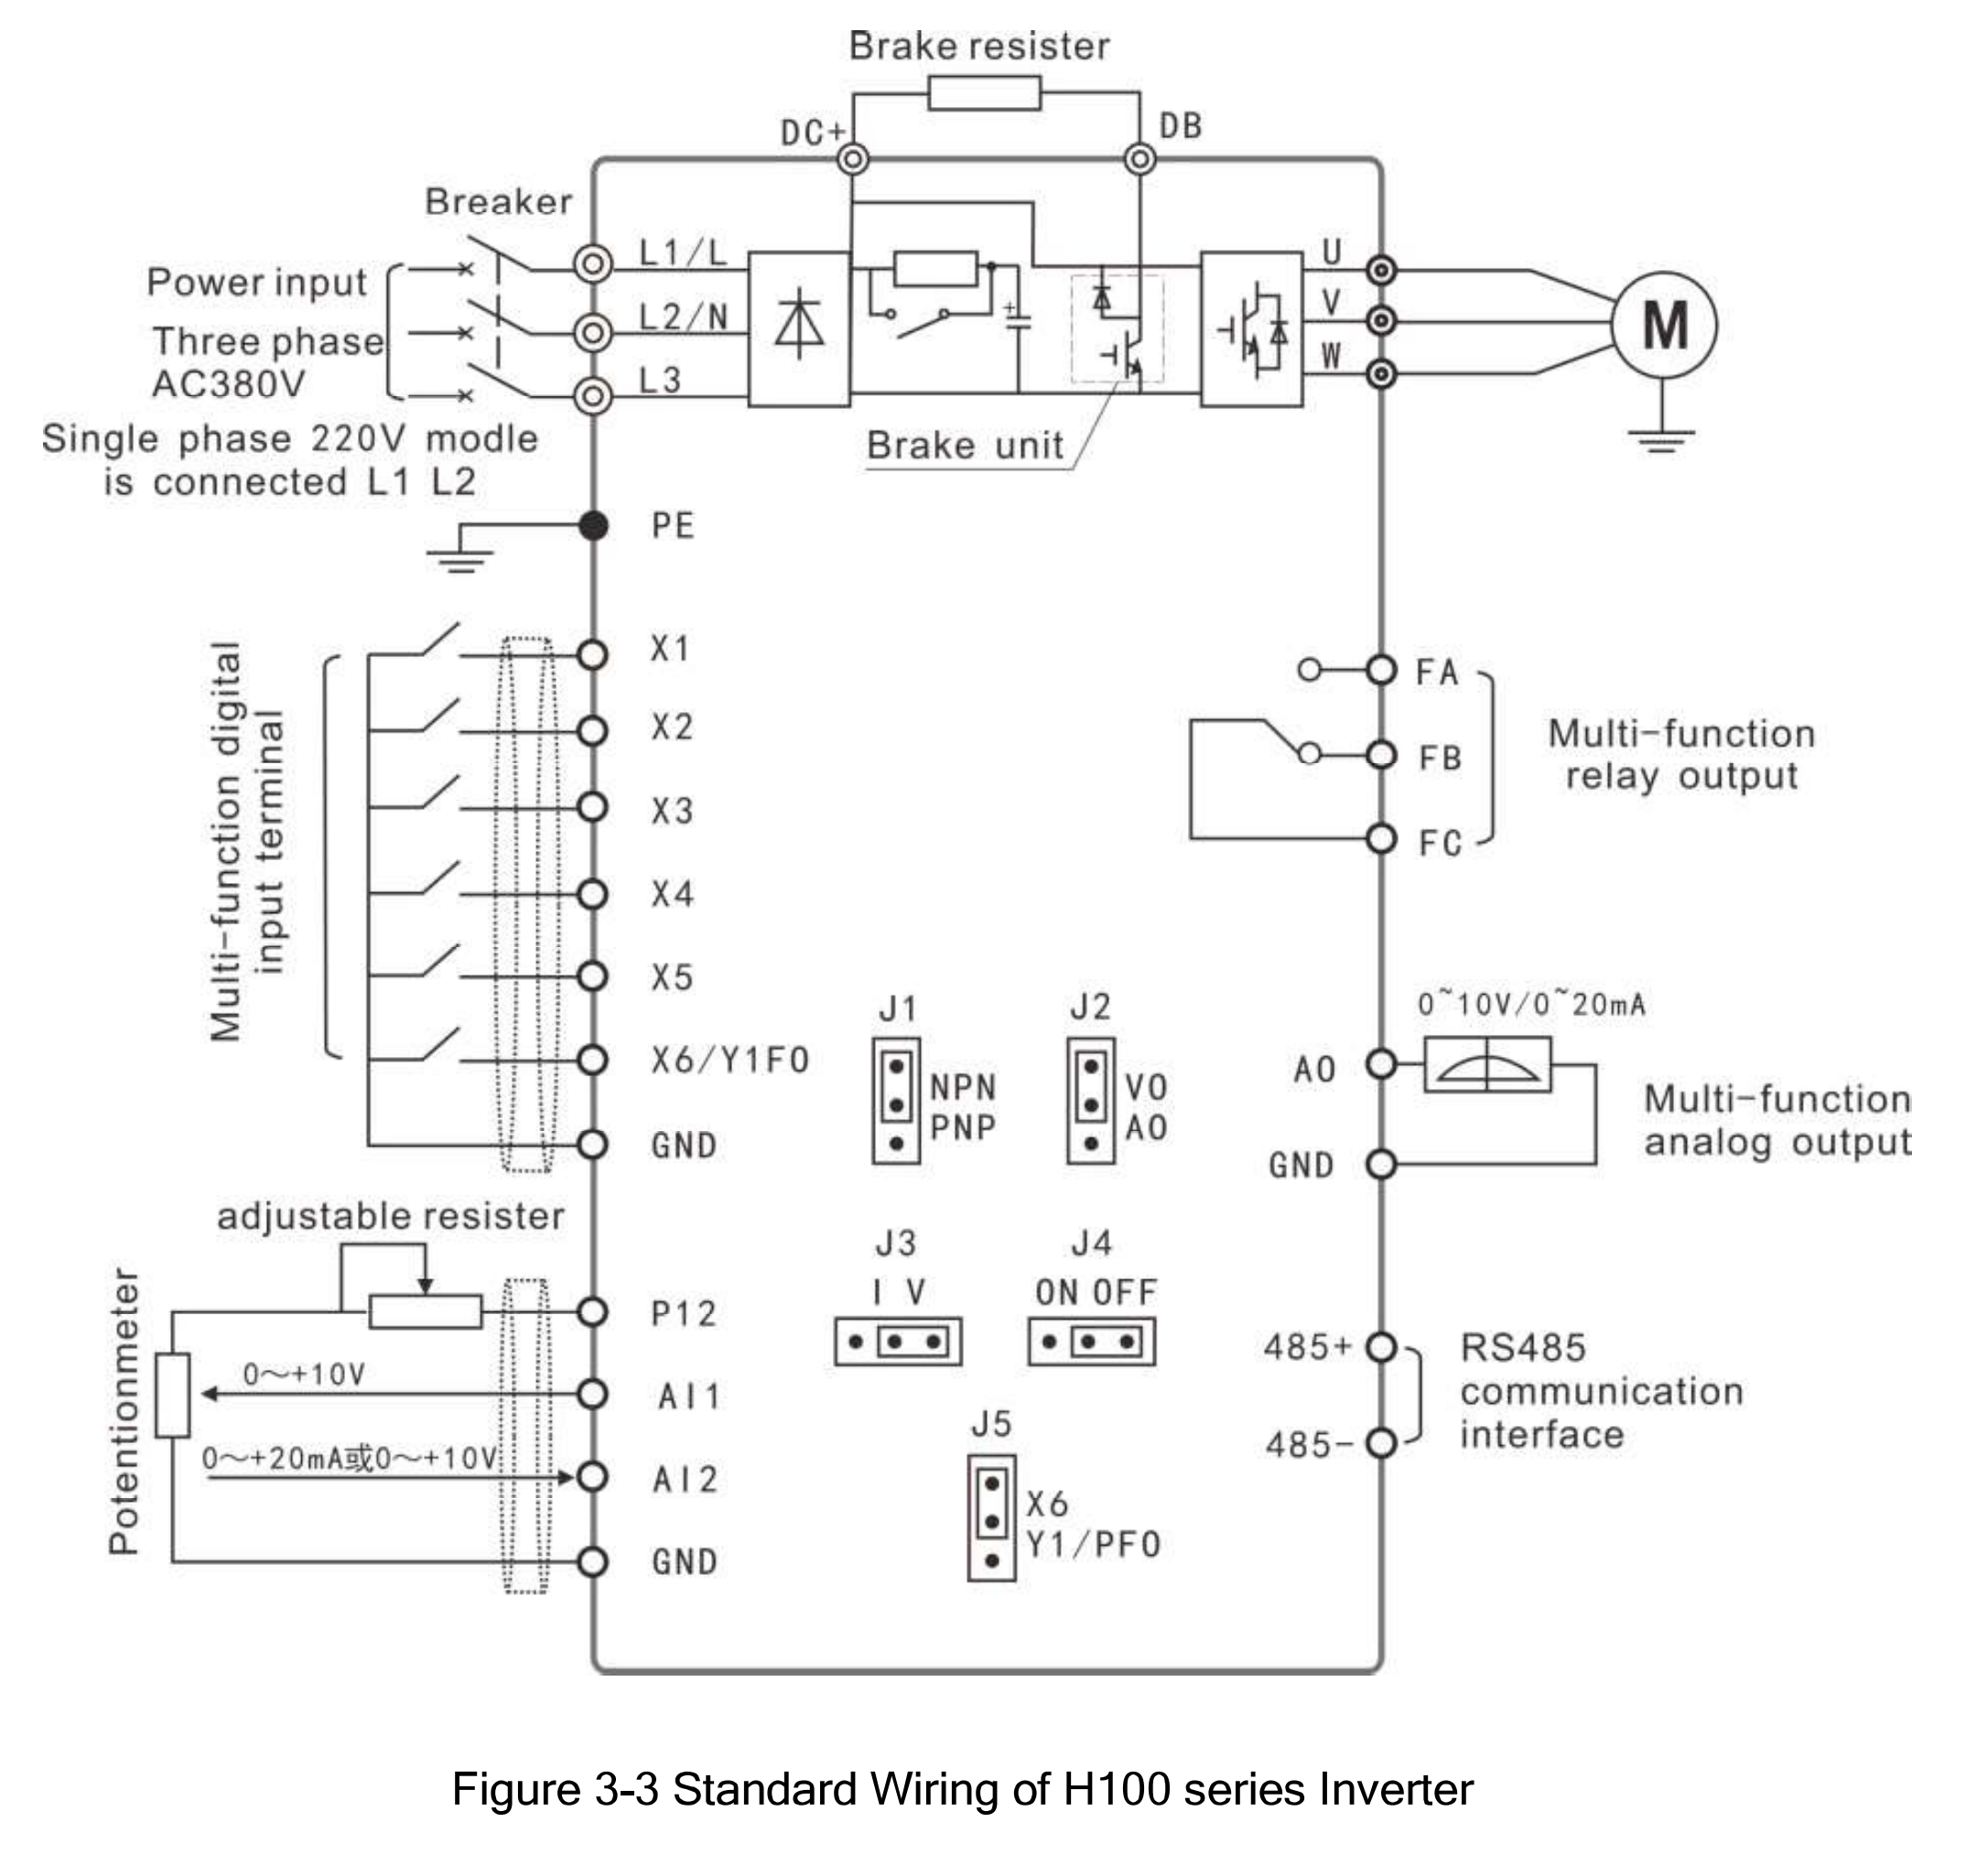 Brake resister
DC+
DB
Breaker
Power input
Three phase
AC380V
Single phase 220V modle
is connected L1 L2
L1/L
L2/N
L3
+
Brake unit
U
V
W
M
PE
Multi-function digital
input terminal
X1
X2
X3
X4
X5
X6/Y1F0
GND
FA
FB
FC
Multi-function
relay output
J1
NPN
PNP
J2
VO
AO
0~10V/0~20mA
AO
GND
Multi-function
analog output
adjustable resister
Potentionmeter
P12
0～+10V
AI1
0～+20mA或0～+10V
AI2
GND
J3
I V
J4
ON OFF
J5
X6
Y1/PFO
485+
485-
RS485
communication
interface
Figure 3-3 Standard Wiring of H100 series Inverter